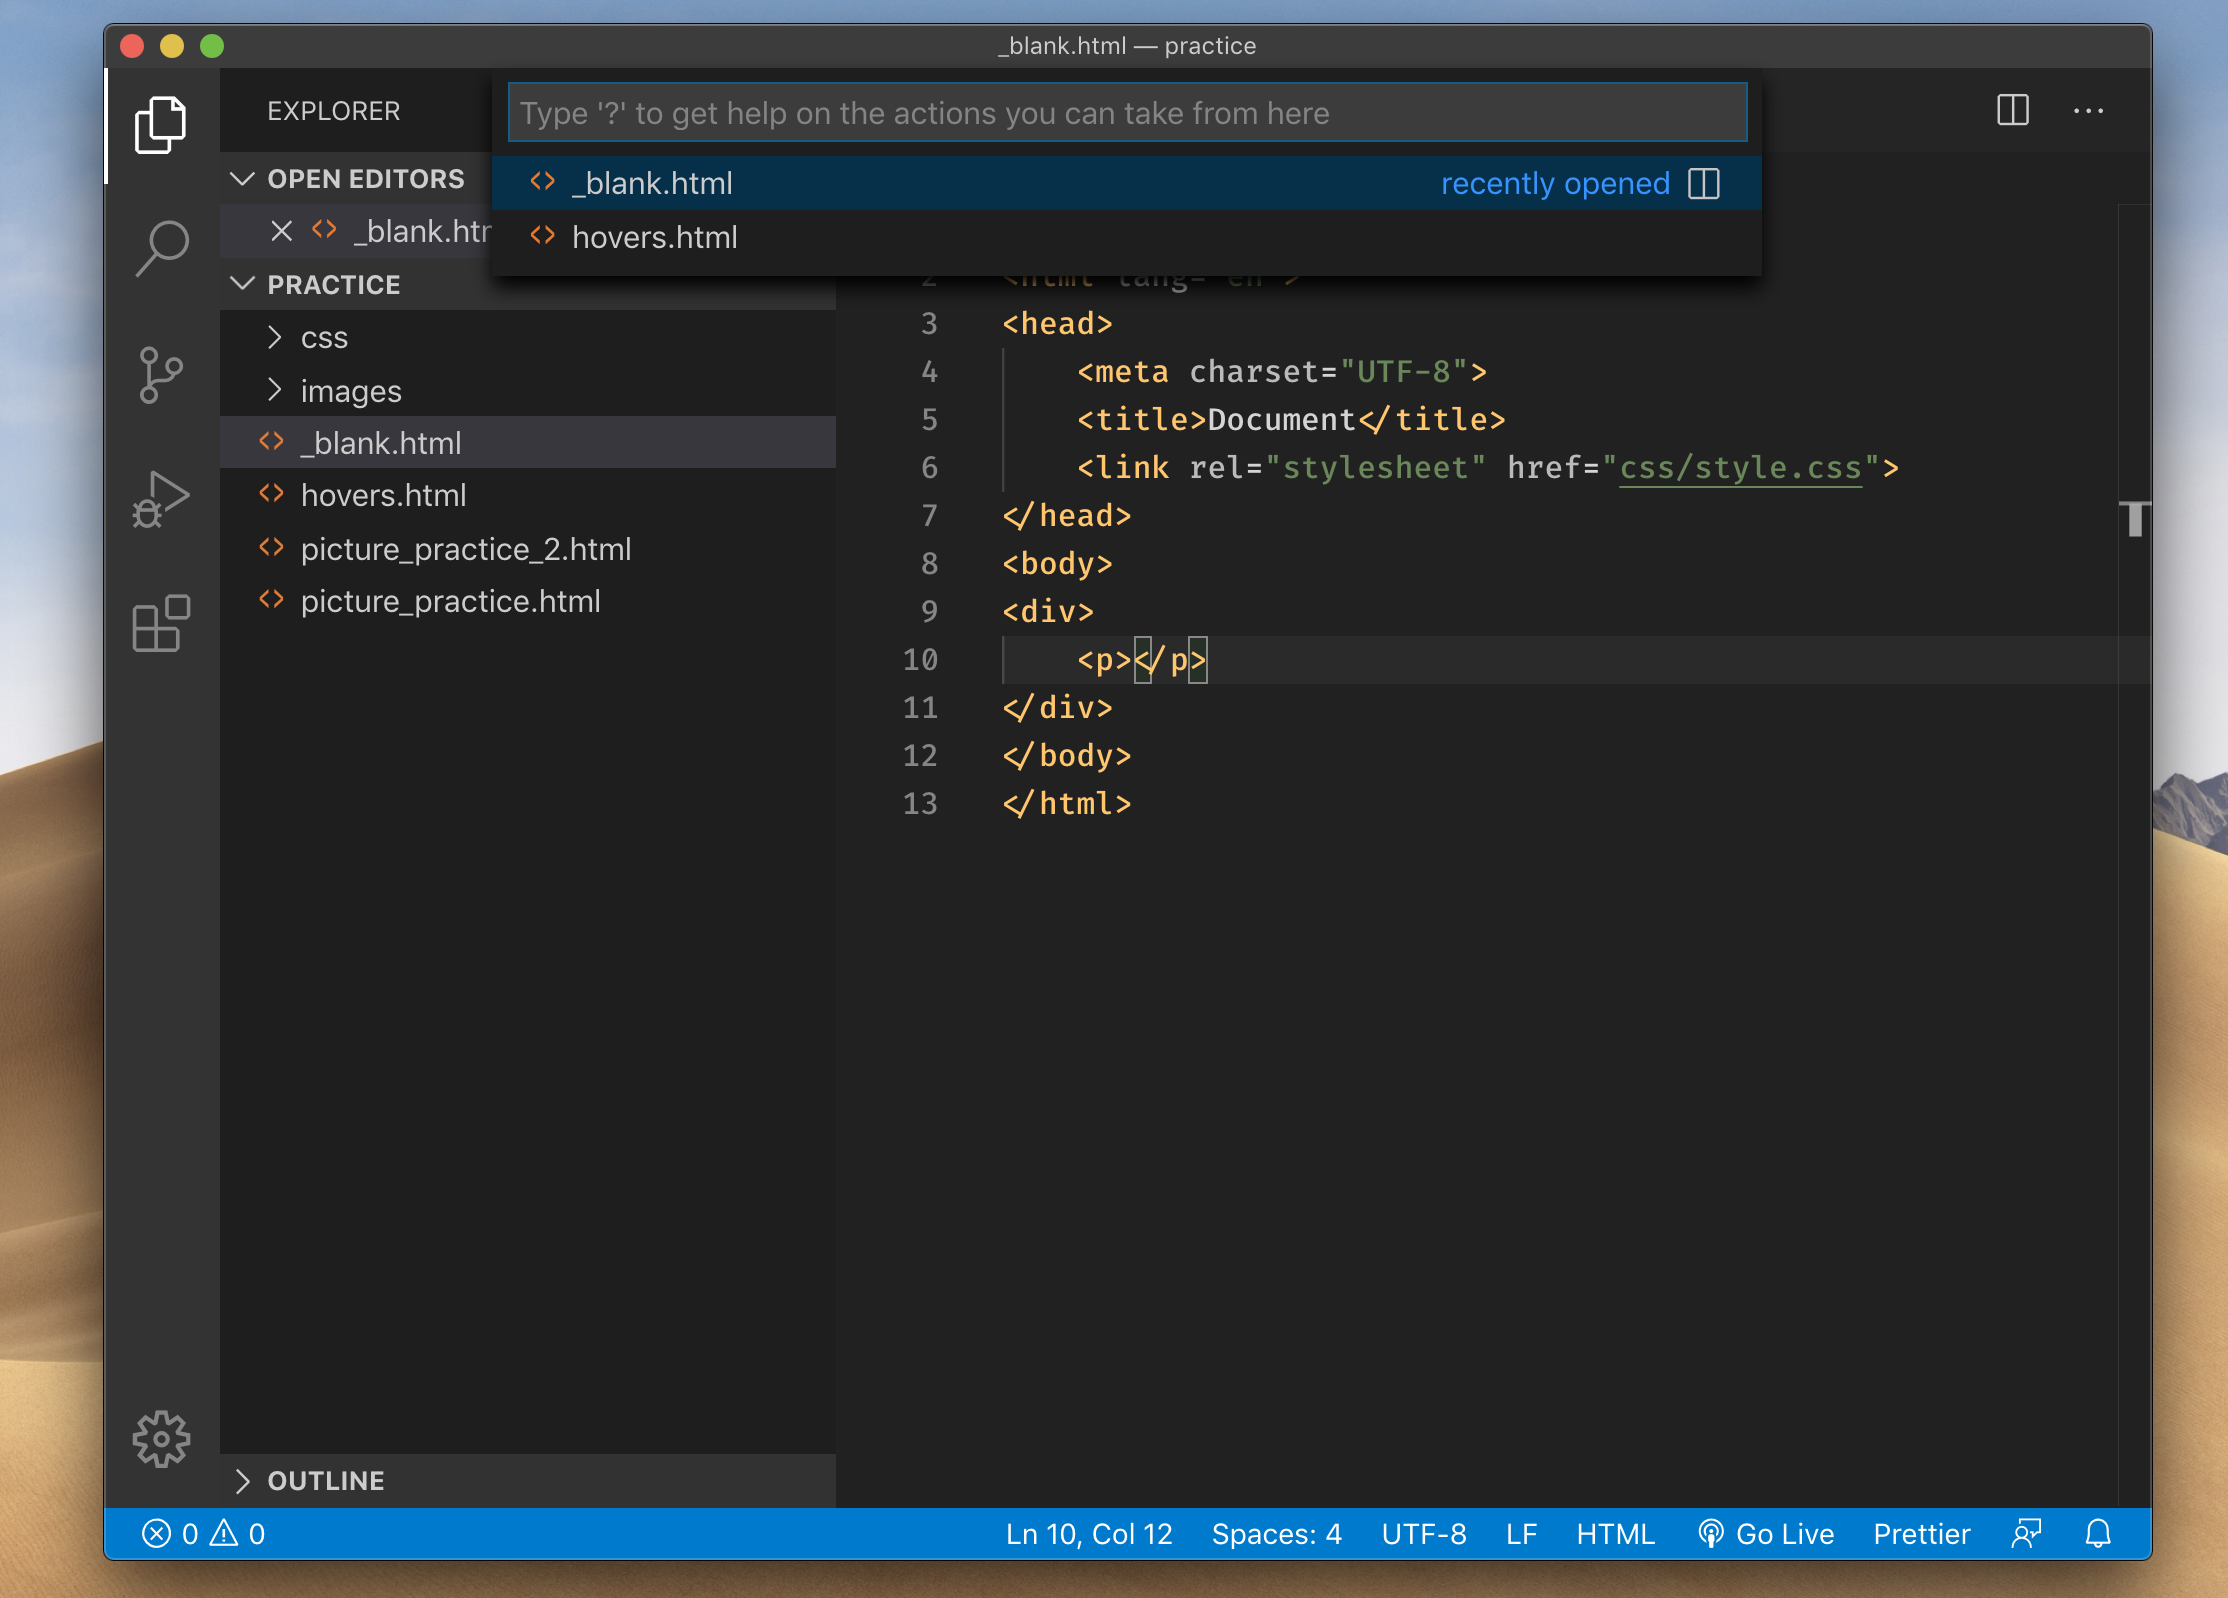 _blank.html — practice
EXPLORER
Type '?' to get help on the actions you can take from here
_blank.html recently opened
hovers.html
OPEN EDITORS
PRACTICE
css
images
_blank.html
hovers.html
picture_practice_2.html
picture_practice.html
OUTLINE
3 <head>
4 <meta charset="UTF-8">
5 <title>Document</title>
6 <link rel="stylesheet" href="css/style.css">
7 </head>
8 <body>
9 <div>
10 <p></p>
11 </div>
12 </body>
13 </html>
0 0 Ln 10, Col 12 Spaces: 4 UTF-8 LF HTML Go Live Prettier